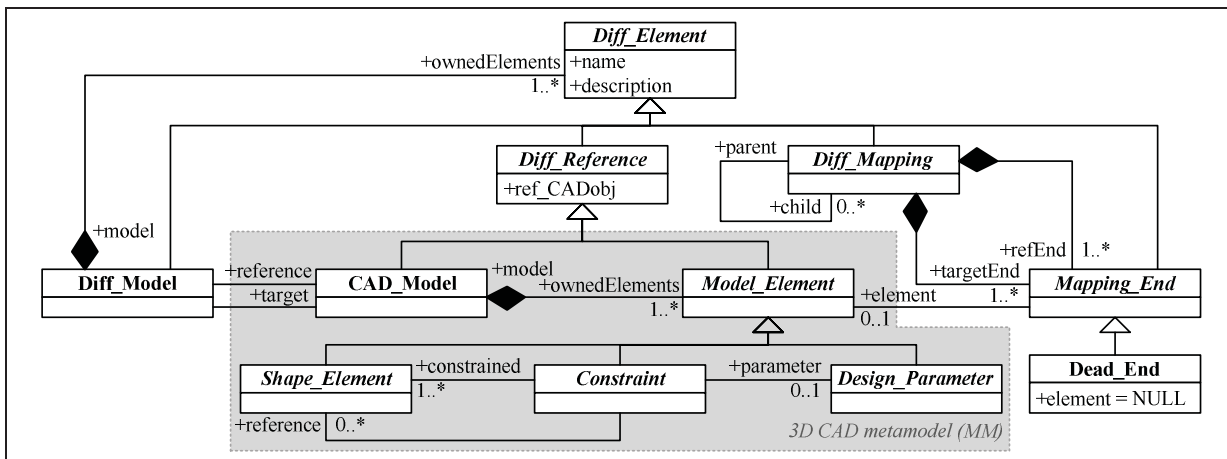 Diff_Element
+ownedElements
+name
1..*
+description
+parent
Diff_Reference
Diff_Mapping
+ref_CADobj
+child
0..*
+model
+refEnd
1..*
+reference
+model
+targetEnd
Diff_Model
CAD_Model
+ownedElements
Model_Element
+element
Mapping_End
+target
1..*
0..1
1..*
+constrained
+parameter
Shape_Element
1..*
Constraint
0..1
Design_Parameter
Dead_End
+element = NULL
+reference
0..*
3D CAD metamodel (MM)